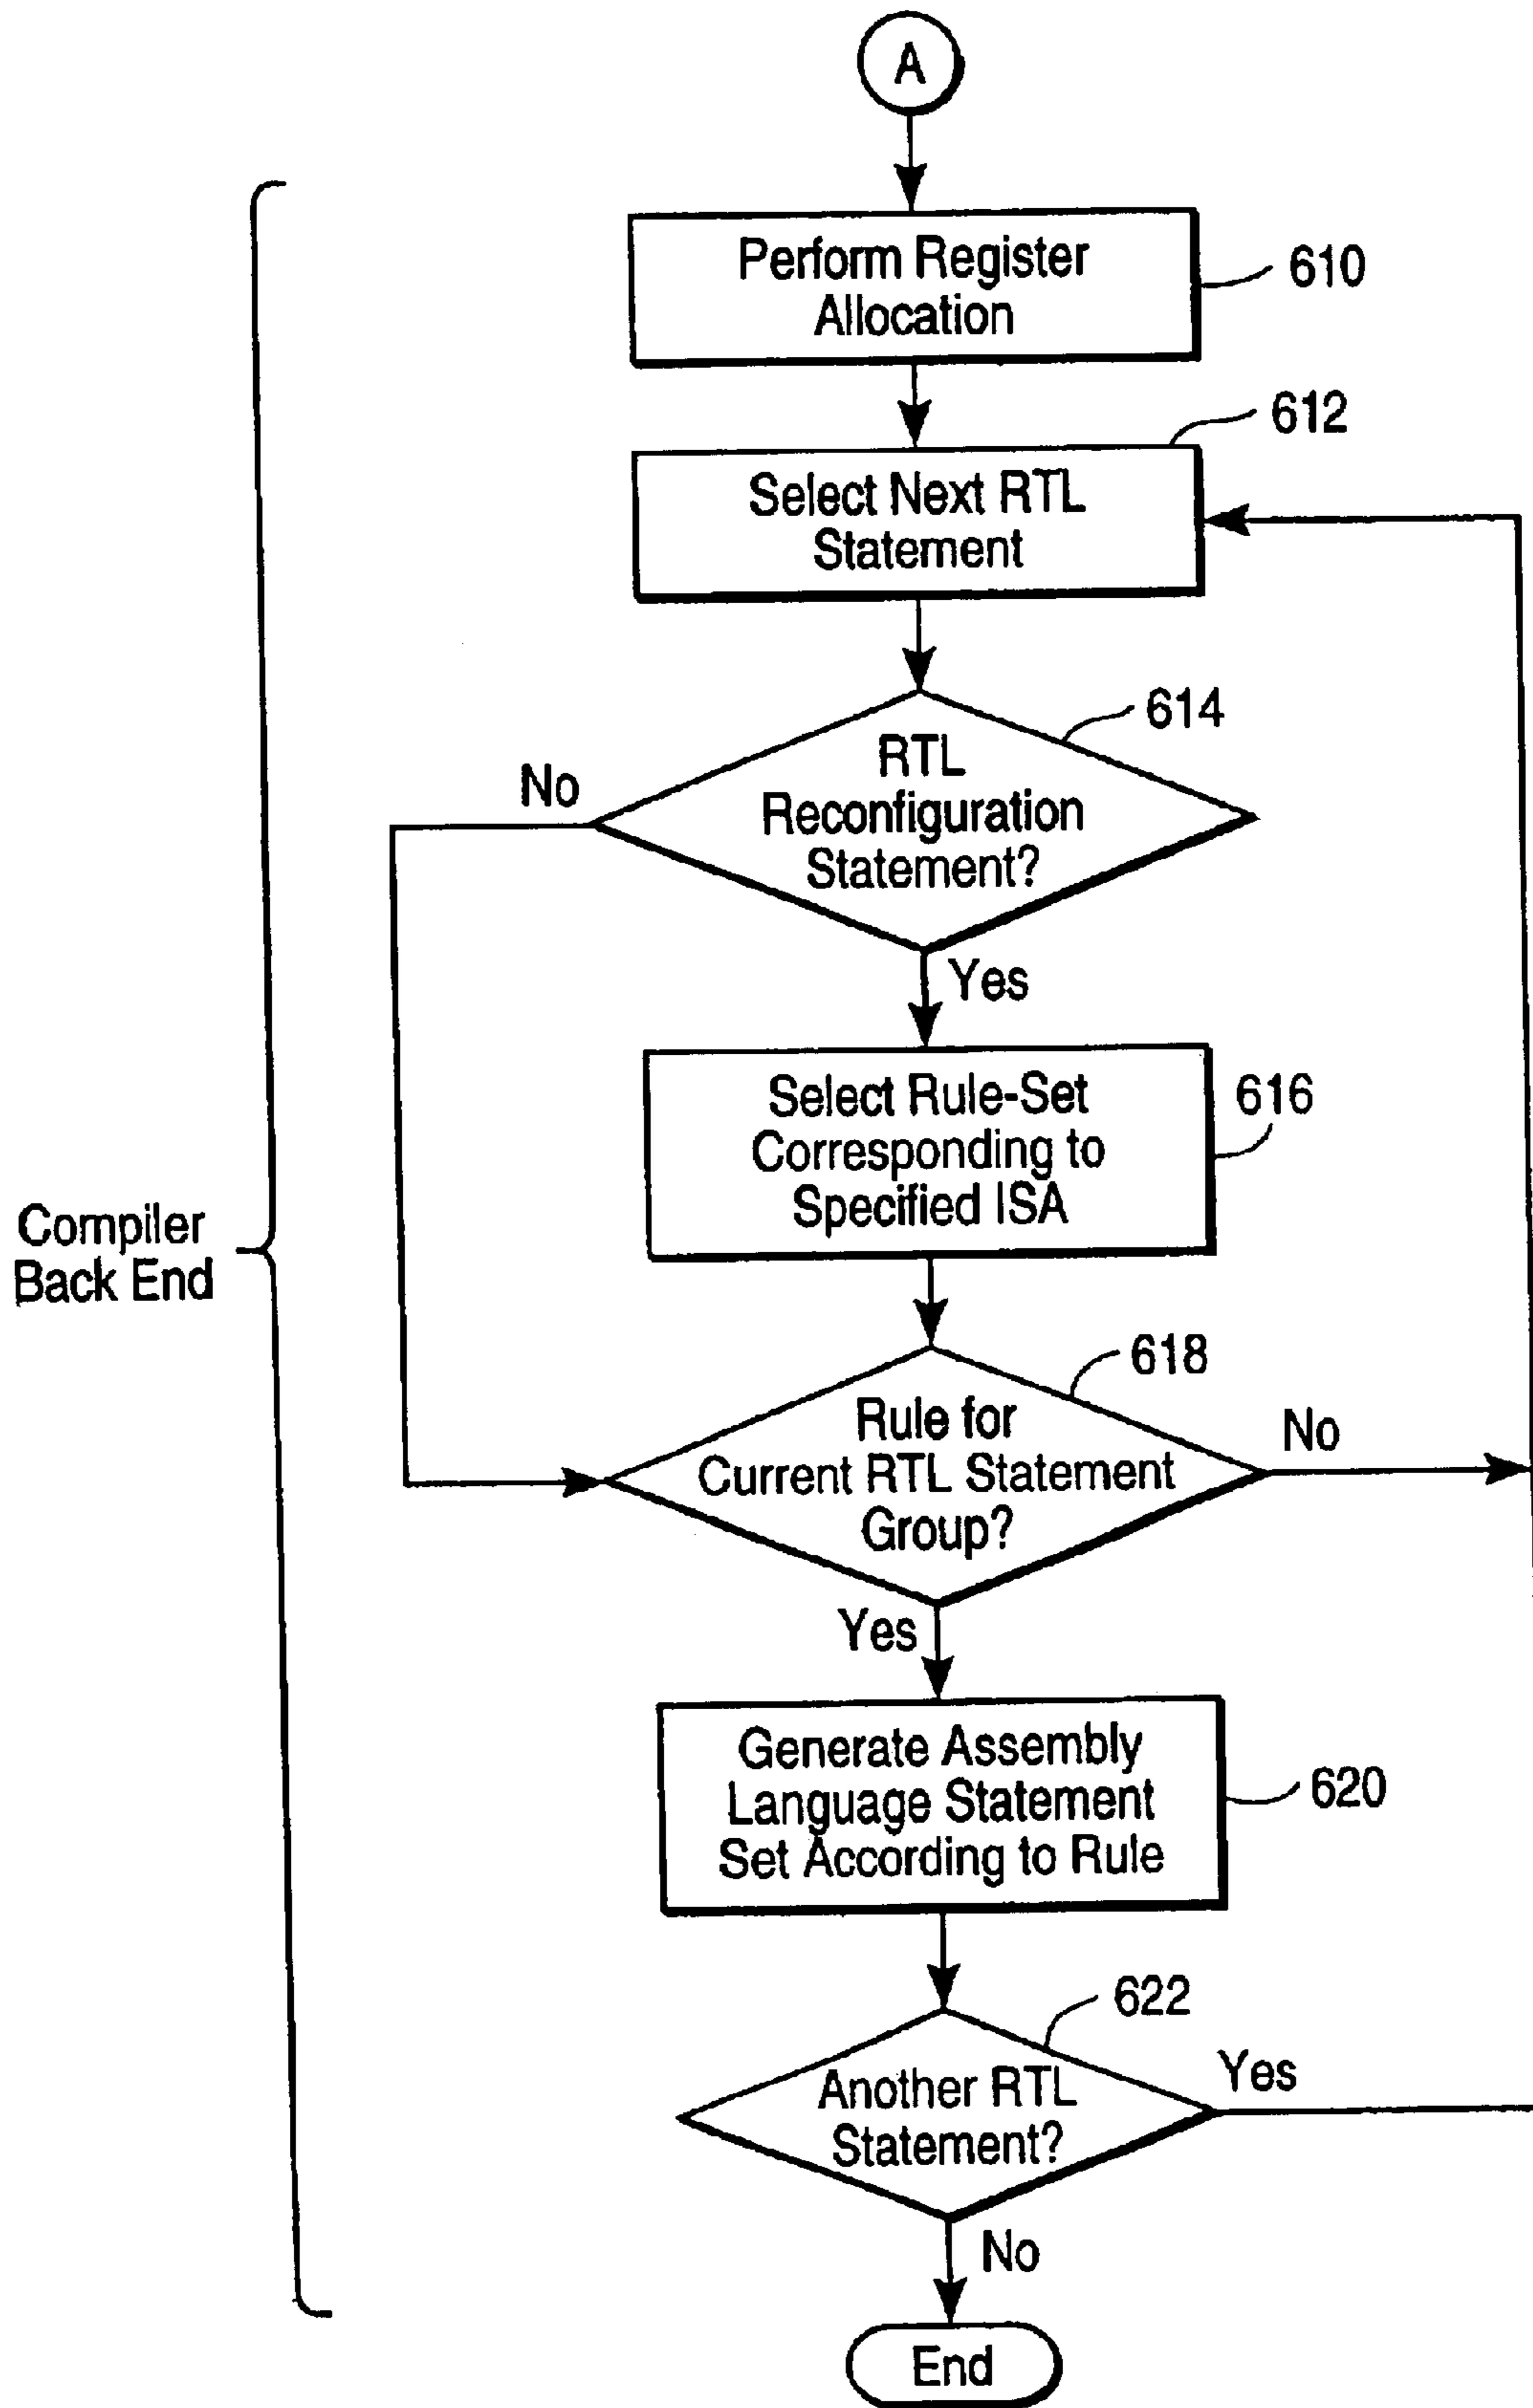 A
Perform Register
Allocation
610
612
Select Next RTL
Statement
614
RTL
Reconfiguration
Statement?
No
Yes
Select Rule-Set
Corresponding to
Specified ISA
616
Compiler
Back End
618
Rule for
Current RTL Statement
Group?
No
Yes
Generate Assembly
Language Statement
Set According to Rule
620
622
Another RTL
Statement?
Yes
No
End